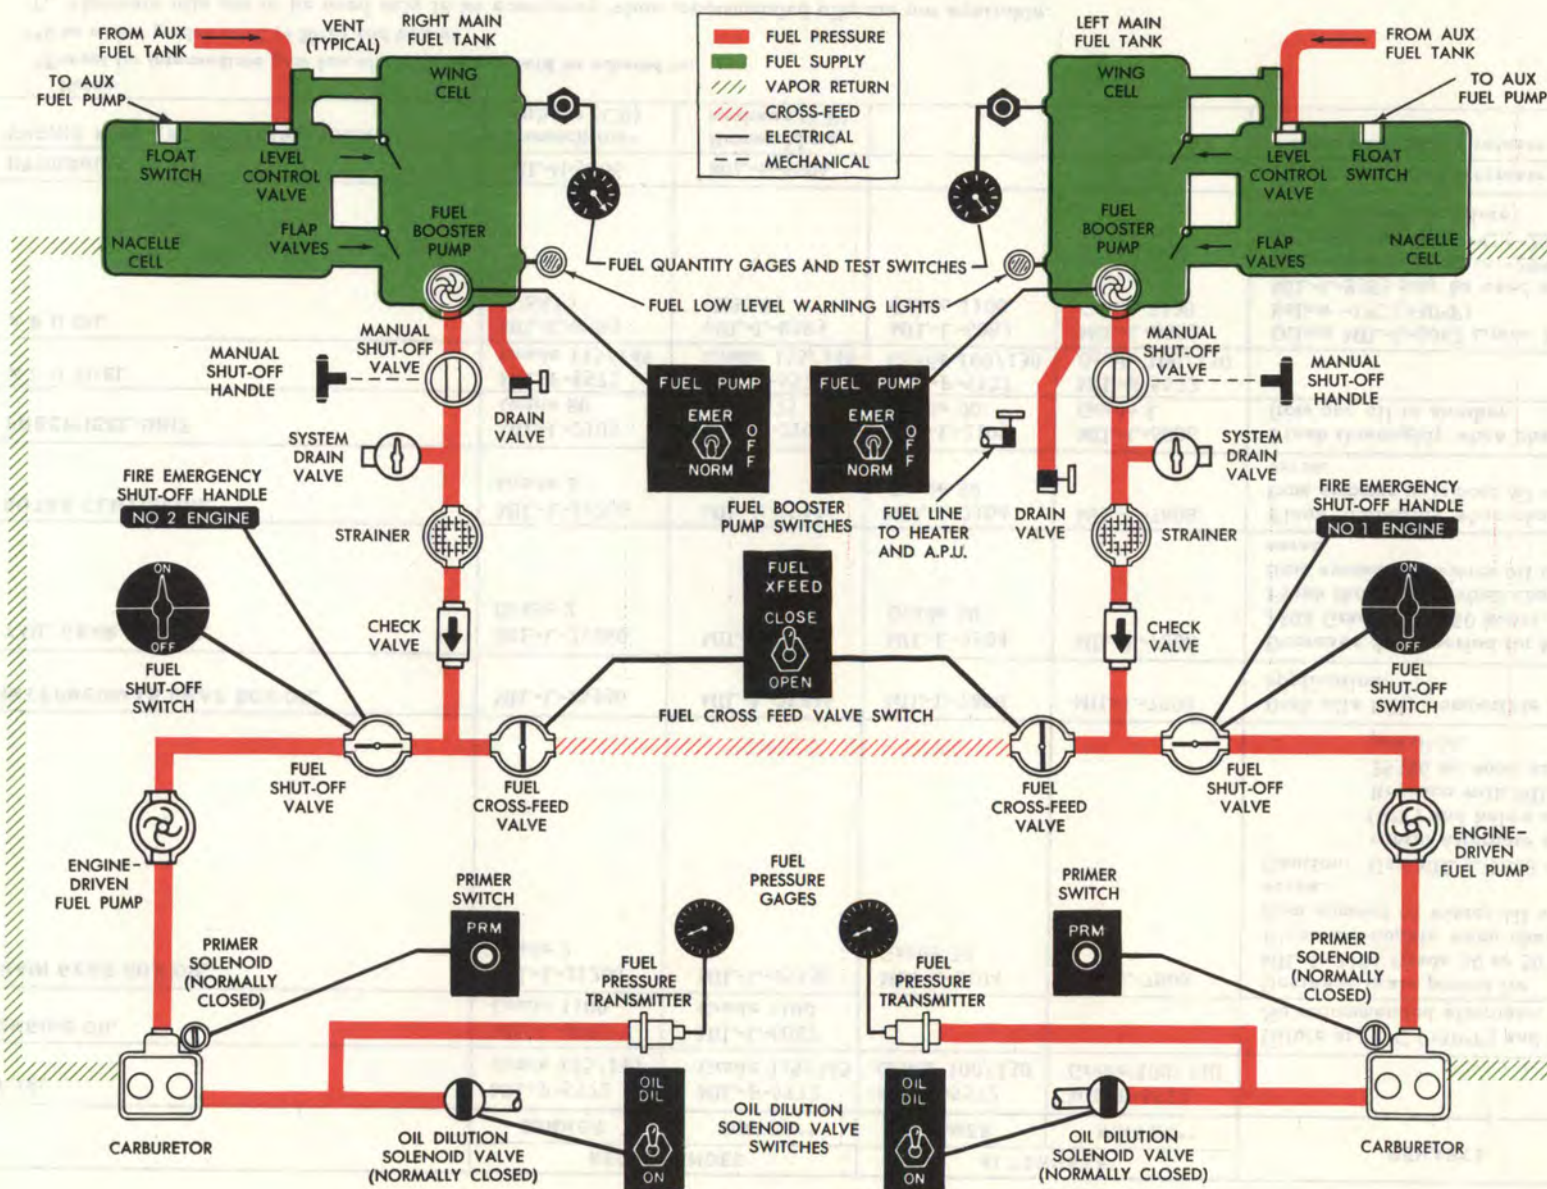 FROM AUX
FUEL TANK
VENT
(TYPICAL)
RIGHT MAIN
FUEL TANK
TO AUX
FUEL PUMP
WING
CELL
FLOAT
SWITCH
LEVEL
CONTROL
VALVE
FUEL
BOOSTER
PUMP
NACELLE
CELL
FLAP
VALVES
FUEL PRESSURE
FUEL SUPPLY
VAPOR RETURN
CROSS-FEED
ELECTRICAL
MECHANICAL
LEFT MAIN
FUEL TANK
FROM AUX
FUEL TANK
TO AUX
FUEL PUMP
WING
CELL
LEVEL
CONTROL
VALVE
FLOAT
SWITCH
FUEL
BOOSTER
PUMP
FLAP
VALVES
NACELLE
CELL
FUEL QUANTITY GAGES AND TEST SWITCHES
FUEL LOW LEVEL WARNING LIGHTS
MANUAL
SHUT-OFF
VALVE
MANUAL
SHUT-OFF
HANDLE
DRAIN
VALVE
SYSTEM
DRAIN
VALVE
FUEL PUMP
EMER
OFF
NORM
FUEL PUMP
EMER
OFF
NORM
MANUAL
SHUT-OFF
VALVE
MANUAL
SHUT-OFF
HANDLE
SYSTEM
DRAIN
VALVE
FIRE EMERGENCY
SHUT-OFF HANDLE
NO 2 ENGINE
STRAINER
FUEL BOOSTER
PUMP SWITCHES
FUEL LINE
TO HEATER
AND A.P.U.
DRAIN
VALVE
STRAINER
FIRE EMERGENCY
SHUT-OFF HANDLE
NO 1 ENGINE
ON
OFF
FUEL
SHUT-OFF
SWITCH
CHECK
VALVE
FUEL
XFEED
CLOSE
OPEN
FUEL CROSS FEED VALVE SWITCH
CHECK
VALVE
ON
OFF
FUEL
SHUT-OFF
SWITCH
FUEL
SHUT-OFF
VALVE
FUEL
CROSS-FEED
VALVE
FUEL
CROSS-FEED
VALVE
FUEL
SHUT-OFF
VALVE
ENGINE-
DRIVEN
FUEL PUMP
PRIMER
SWITCH
PRM
FUEL
PRESSURE
GAGES
PRIMER
SWITCH
PRM
ENGINE-
DRIVEN
FUEL PUMP
PRIMER
SOLENOID
(NORMALLY
CLOSED)
FUEL
PRESSURE
TRANSMITTER
FUEL
PRESSURE
TRANSMITTER
PRIMER
SOLENOID
(NORMALLY
CLOSED)
CARBURETOR
OIL DILUTION
SOLENOID VALVE
(NORMALLY CLOSED)
OIL
DIL
ON
OIL DILUTION
SOLENOID VALVE
SWITCHES
OIL
DIL
ON
OIL DILUTION
SOLENOID VALVE
(NORMALLY CLOSED)
CARBURETOR